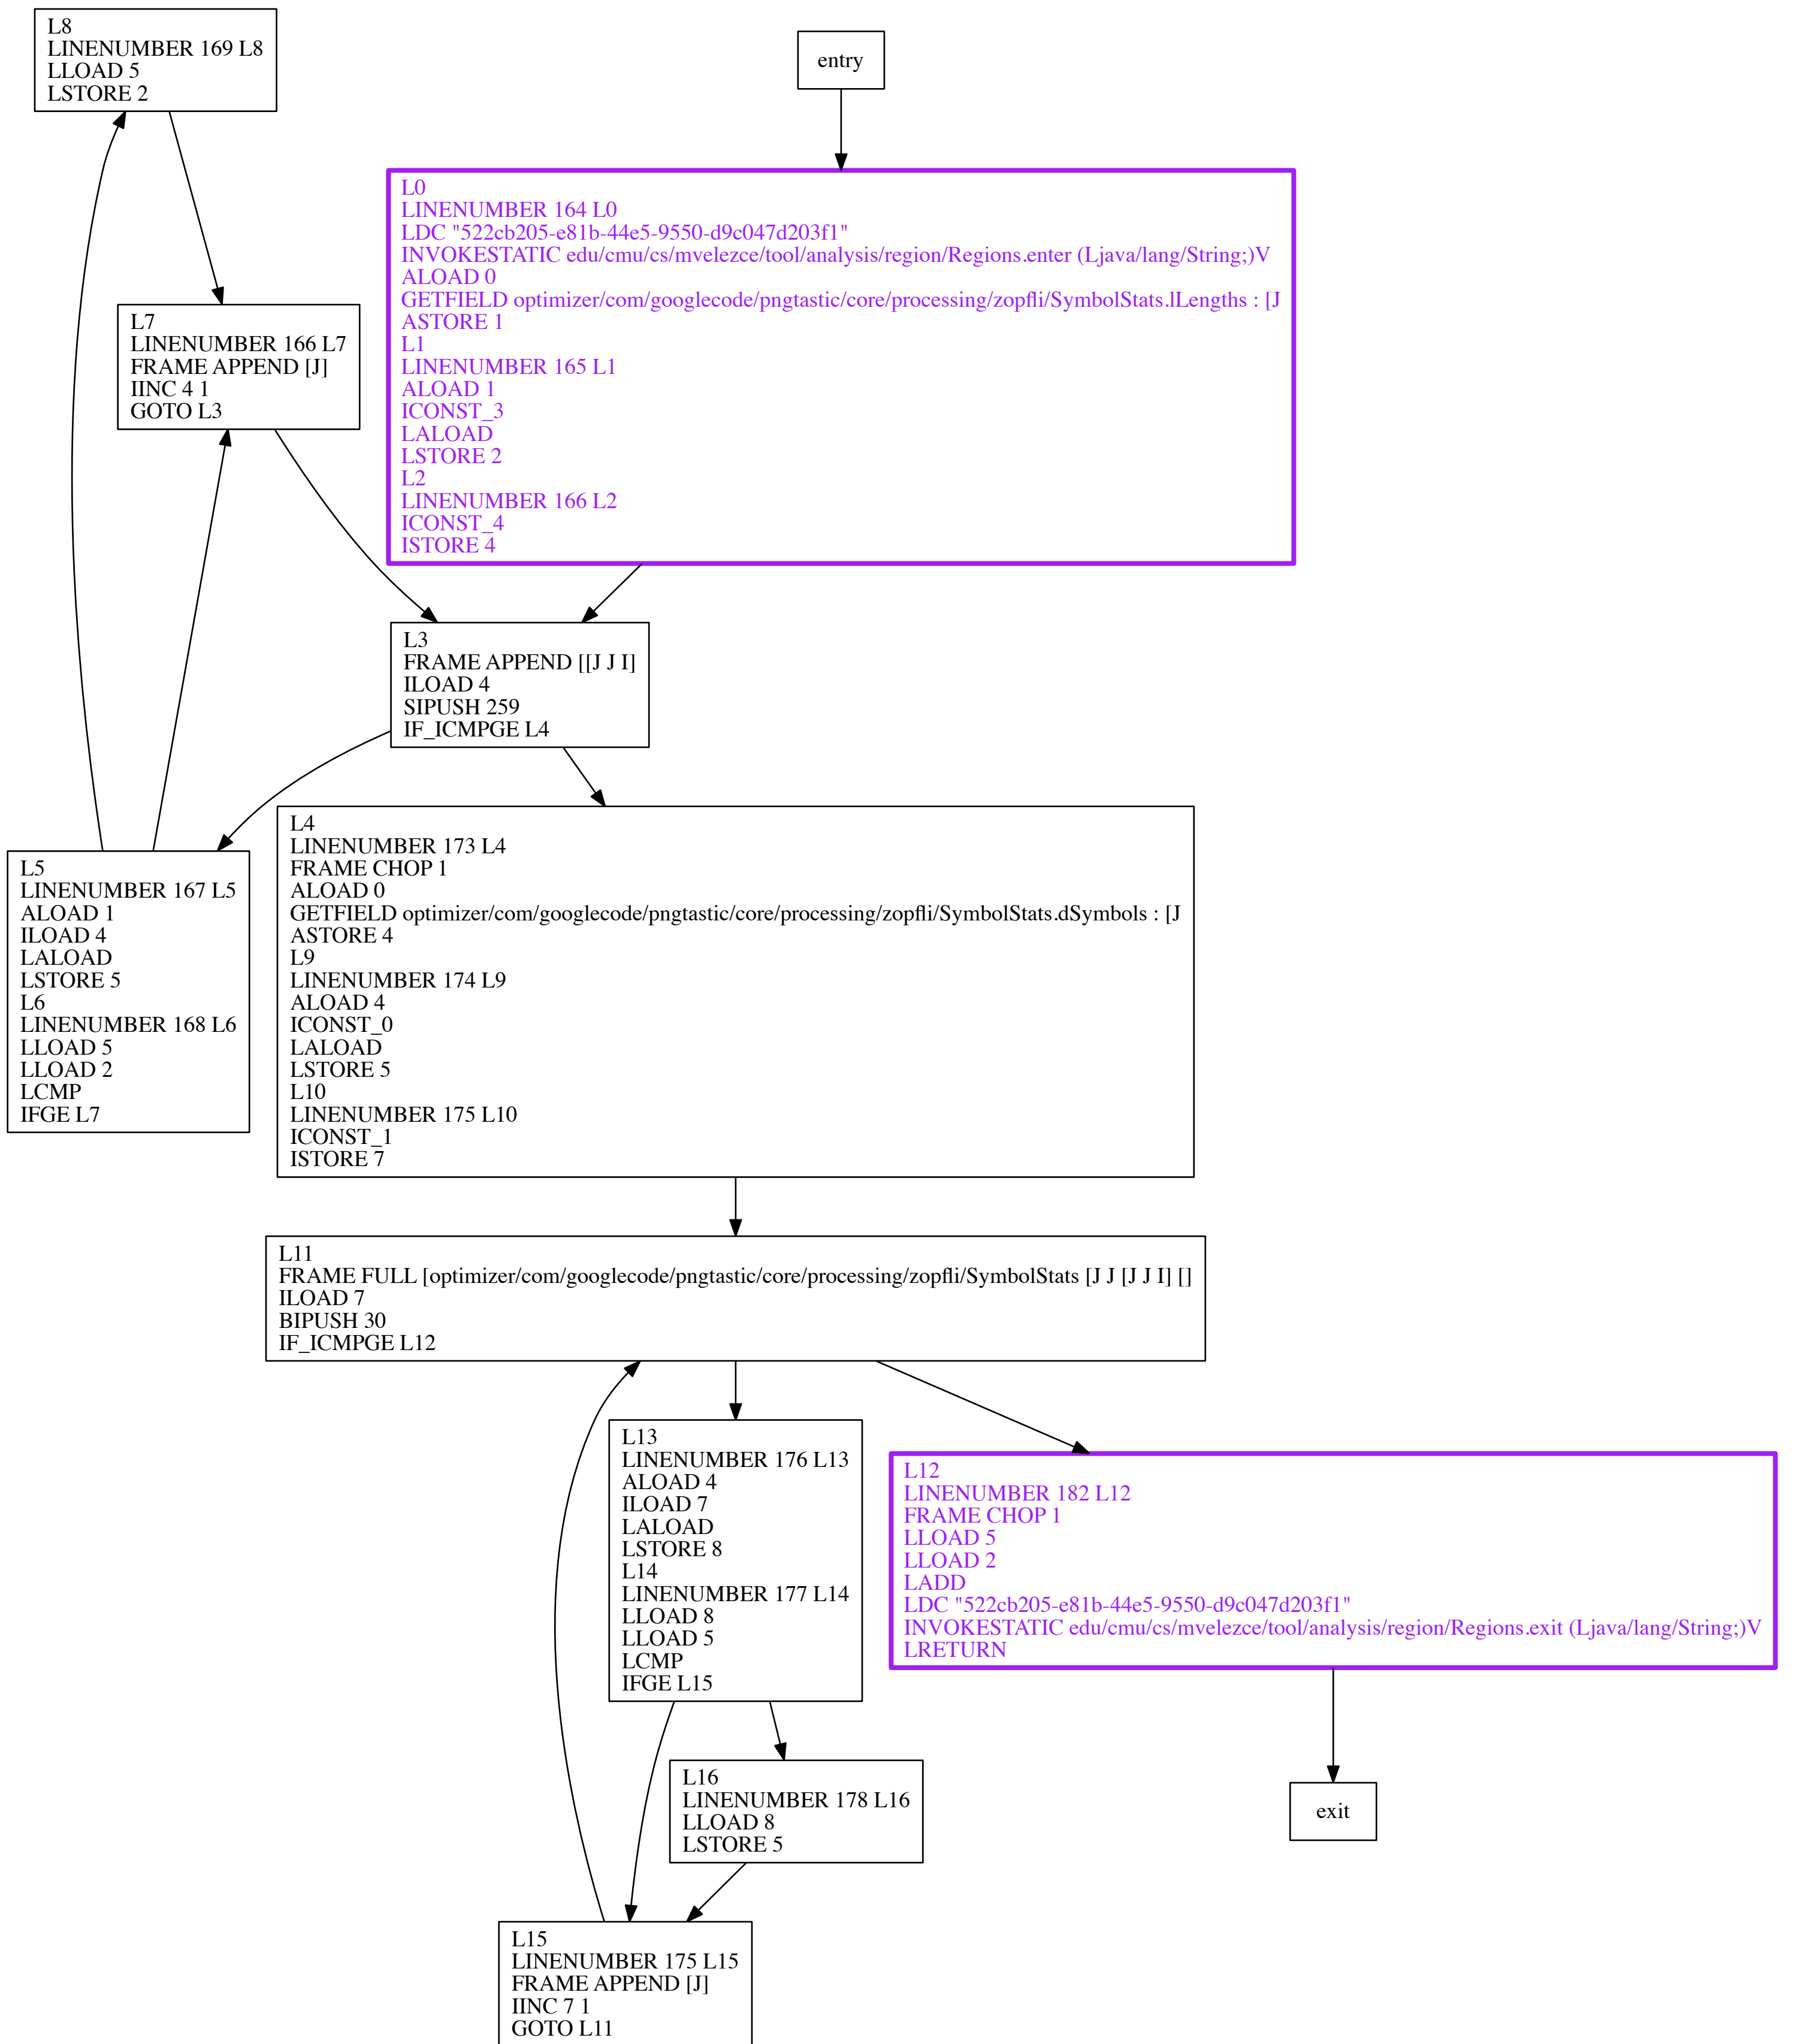 L8
LINENUMBER 169 L8
LLOAD 5
LSTORE 2
entry
L0
LINENUMBER 164 L0
LDC "522cb205-e81b-44e5-9550-d9c047d203f1"
INVOKESTATIC edu/cmu/cs/mvelezce/tool/analysis/region/Regions.enter (Ljava/lang/String;)V
ALOAD 0
GETFIELD optimizer/com/googlecode/pngtastic/core/processing/zopfli/SymbolStats.lLengths : [J
ASTORE 1
L1
LINENUMBER 165 L1
ALOAD 1
ICONST_3
LALOAD
LSTORE 2
L2
LINENUMBER 166 L2
ICONST_4
ISTORE 4
L7
LINENUMBER 166 L7
FRAME APPEND [J]
IINC 4 1
GOTO L3
L3
FRAME APPEND [[J J I]
ILOAD 4
SIPUSH 259
IF_ICMPGE L4
L5
LINENUMBER 167 L5
ALOAD 1
ILOAD 4
LALOAD
LSTORE 5
L6
LINENUMBER 168 L6
LLOAD 5
LLOAD 2
LCMP
IFGE L7
L4
LINENUMBER 173 L4
FRAME CHOP 1
ALOAD 0
GETFIELD optimizer/com/googlecode/pngtastic/core/processing/zopfli/SymbolStats.dSymbols : [J
ASTORE 4
L9
LINENUMBER 174 L9
ALOAD 4
ICONST_0
LALOAD
LSTORE 5
L10
LINENUMBER 175 L10
ICONST_1
ISTORE 7
L11
FRAME FULL [optimizer/com/googlecode/pngtastic/core/processing/zopfli/SymbolStats [J J [J J I] []
ILOAD 7
BIPUSH 30
IF_ICMPGE L12
L13
LINENUMBER 176 L13
ALOAD 4
ILOAD 7
LALOAD
LSTORE 8
L14
LINENUMBER 177 L14
LLOAD 8
LLOAD 5
LCMP
IFGE L15
L12
LINENUMBER 182 L12
FRAME CHOP 1
LLOAD 5
LLOAD 2
LADD
LDC "522cb205-e81b-44e5-9550-d9c047d203f1"
INVOKESTATIC edu/cmu/cs/mvelezce/tool/analysis/region/Regions.exit (Ljava/lang/String;)V
LRETURN
L16
LINENUMBER 178 L16
LLOAD 8
LSTORE 5
exit
L15
LINENUMBER 175 L15
FRAME APPEND [J]
IINC 7 1
GOTO L11